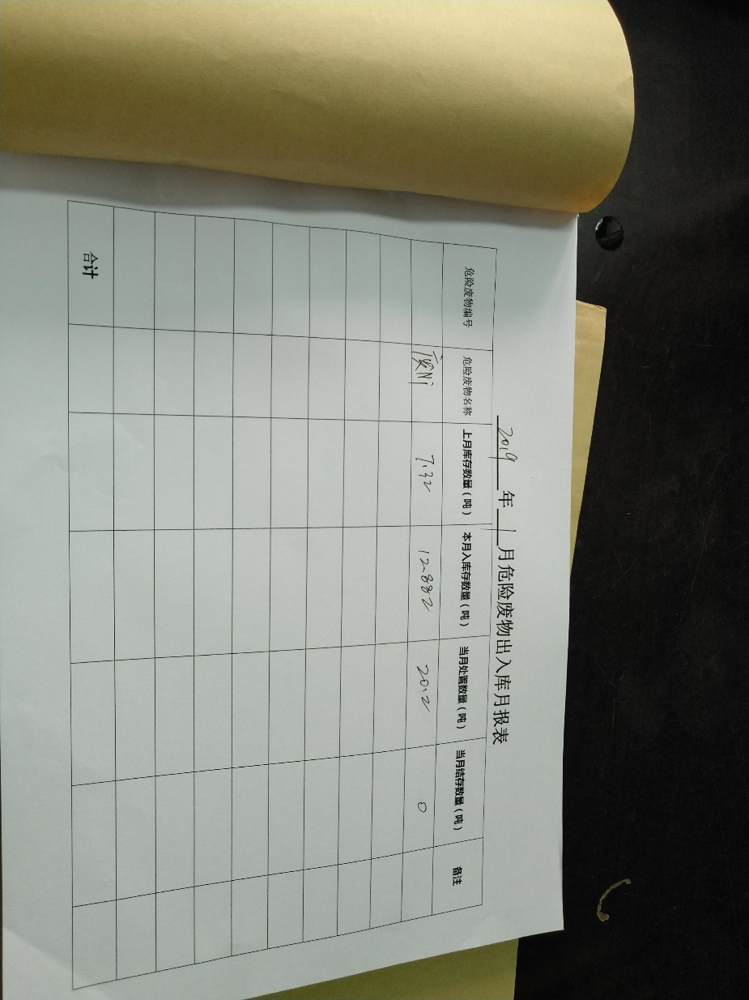 2019 年 1 月危险废物出入库月报表
危险废物编号 危险废物名称 上月库存数量（吨） 本月入库存数量（吨） 当月处置数量（吨） 当月结存数量（吨） 备注
废Ni 7.32 12.882 20.2 0
合计